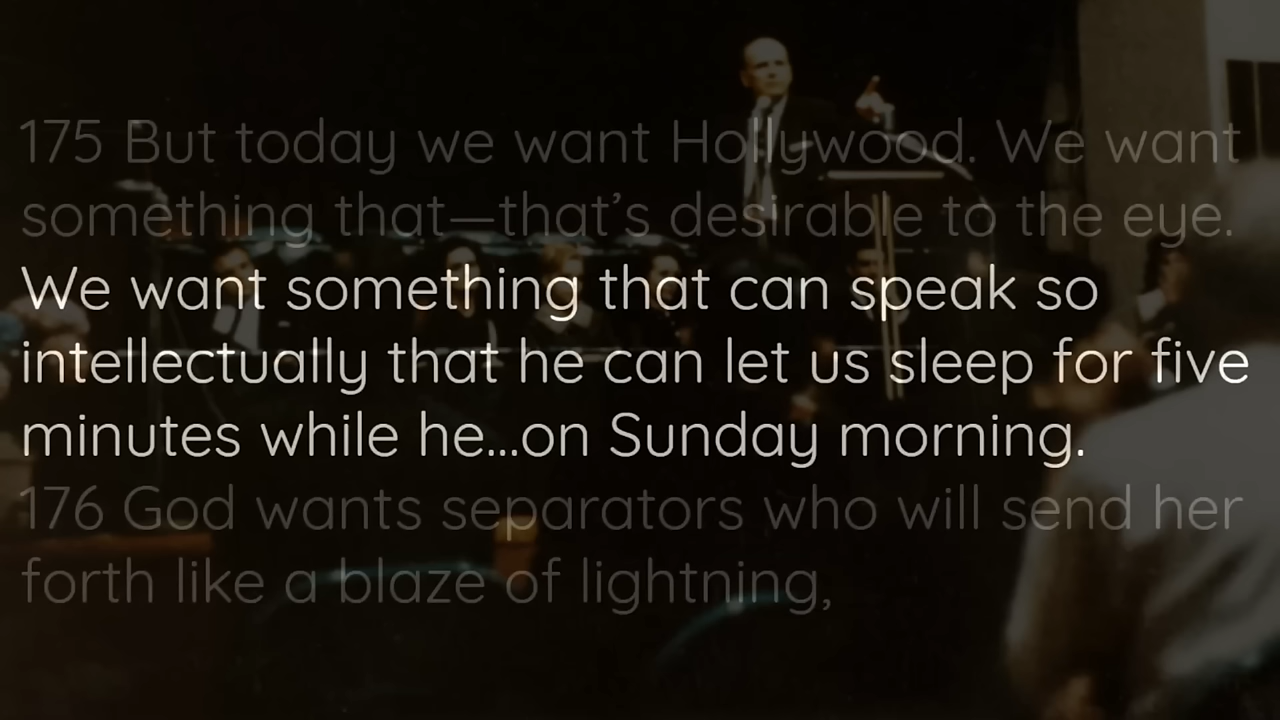 175 But today we want Hollywood. We want
something that—that’s desirable to the eye.
We want something that can speak so
intellectually that he can let us sleep for five
minutes while he...on Sunday morning.
176 God wants separators who will send her
forth like a blaze of lightning,